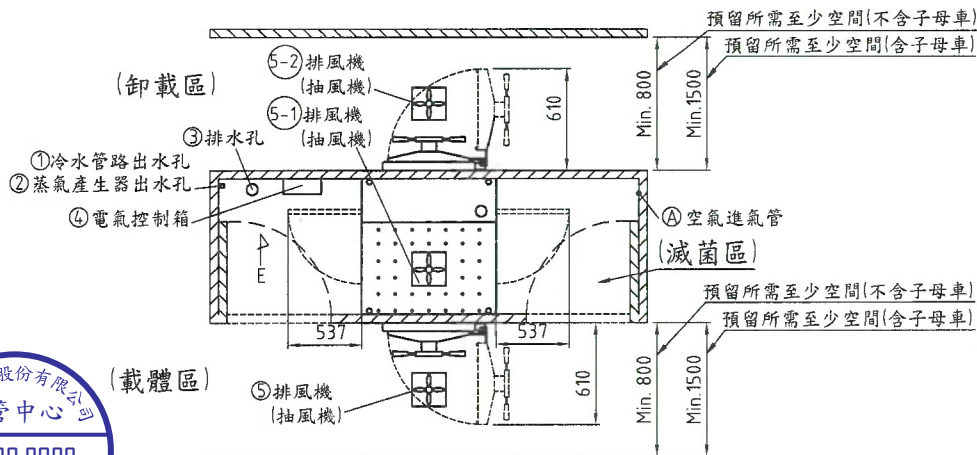 預留所需至少空間(不含子母車)
預留所需至少空間(含子母車)
(卸載區)
5-2 排風機
(抽風機)
5-1 排風機
(抽風機)
610
Min. 800
Min.1500
③排水孔
①冷水管路出水孔
②蒸氣產生器出水孔
④電氣控制箱
Ⓐ空氣進氣管
(滅菌區)
E
預留所需至少空間(不含子母車)
預留所需至少空間(含子母車)
537
537
(載體區)
⑤排風機
(抽風機)
610
Min. 800
Min.1500
股份有限公司
管中心